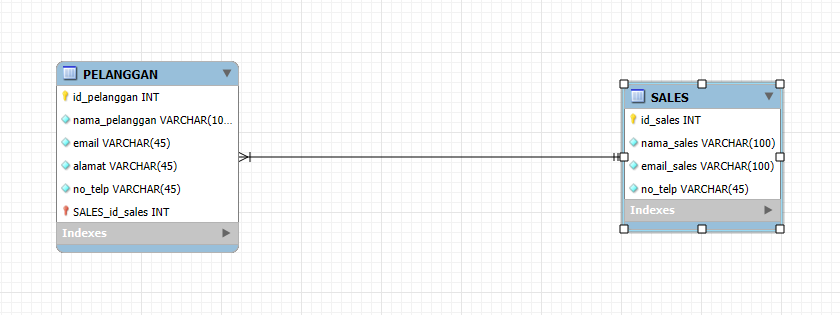 PELANGGAN
id_pelanggan INT
nama_pelanggan VARCHAR(10...
email VARCHAR(45)
alamat VARCHAR(45)
no_telp VARCHAR(45)
SALES_id_sales INT
Indexes
SALES
id_sales INT
nama_sales VARCHAR(100)
email_sales VARCHAR(100)
no_telp VARCHAR(45)
Indexes